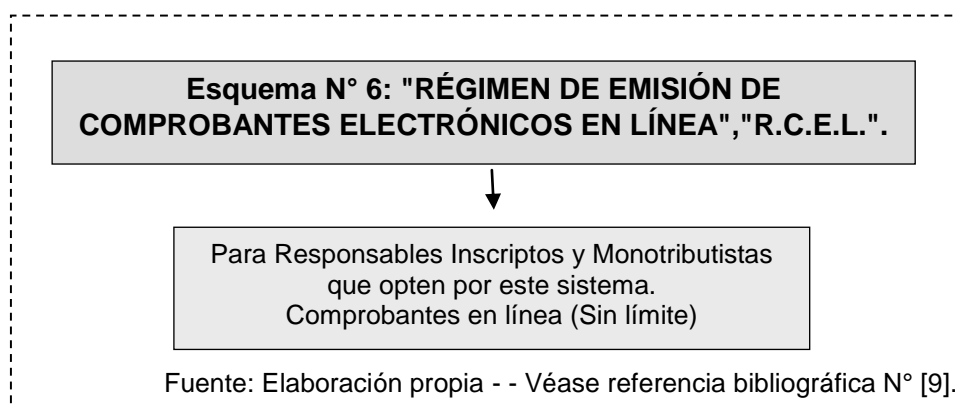 Esquema N° 6: "RÉGIMEN DE EMISIÓN DE
COMPROBANTES ELECTRÓNICOS EN LÍNEA","R.C.E.L.".
Para Responsables Inscriptos y Monotributistas
que opten por este sistema.
Comprobantes en línea (Sin límite)
Fuente: Elaboración propia - - Véase referencia bibliográfica N° [9].